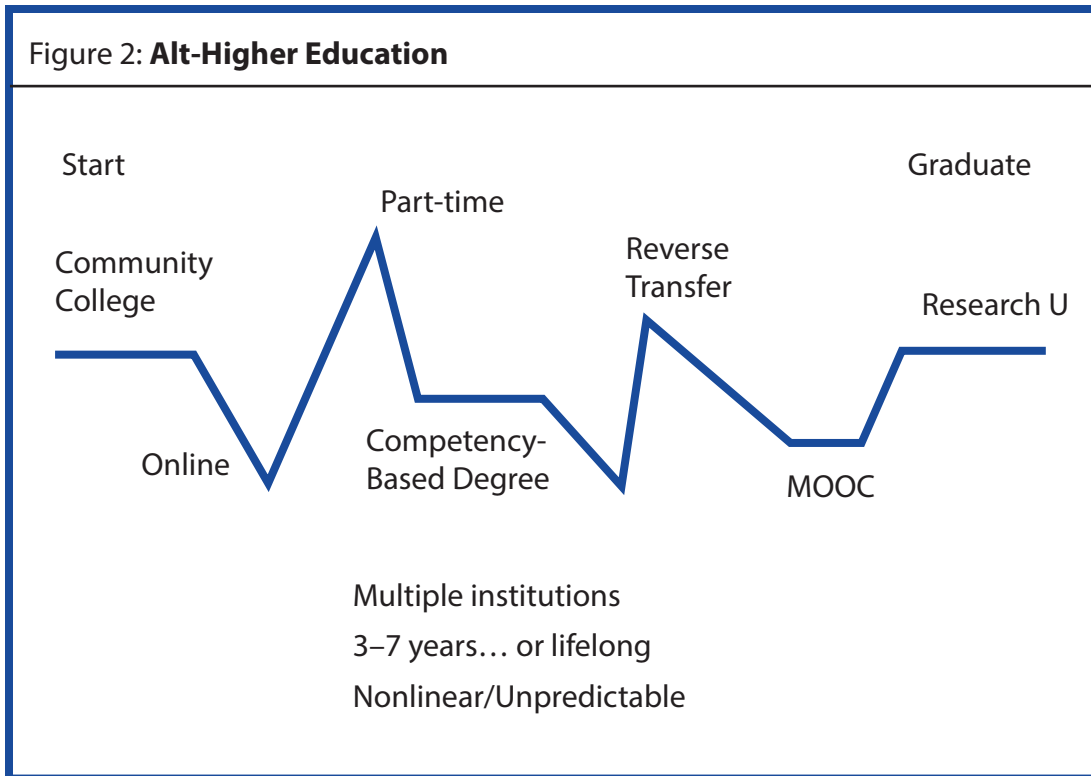 Figure 2: Alt-Higher Education
Start
Graduate
Part-time
Community
College
Reverse
Transfer
Research U
Online
Competency-
Based Degree
MOOC
Multiple institutions
3–7 years… or lifelong
Nonlinear/Unpredictable